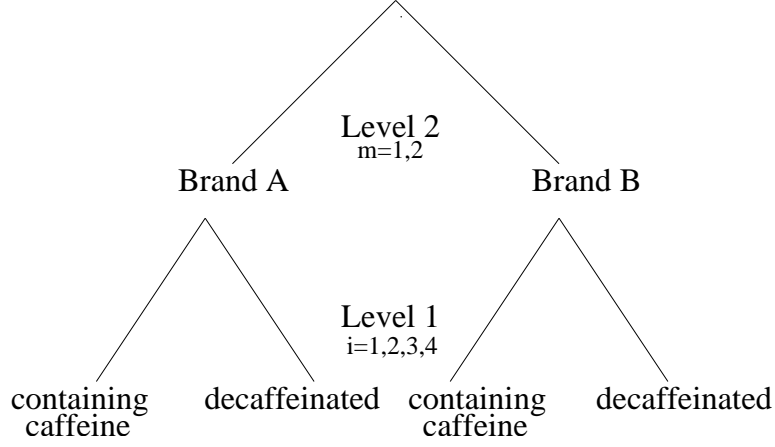 Level 2
m=1,2
Brand A
Brand B
Level 1
i=1,2,3,4
containing
caffeine
decaffeinated
containing
caffeine
decaffeinated